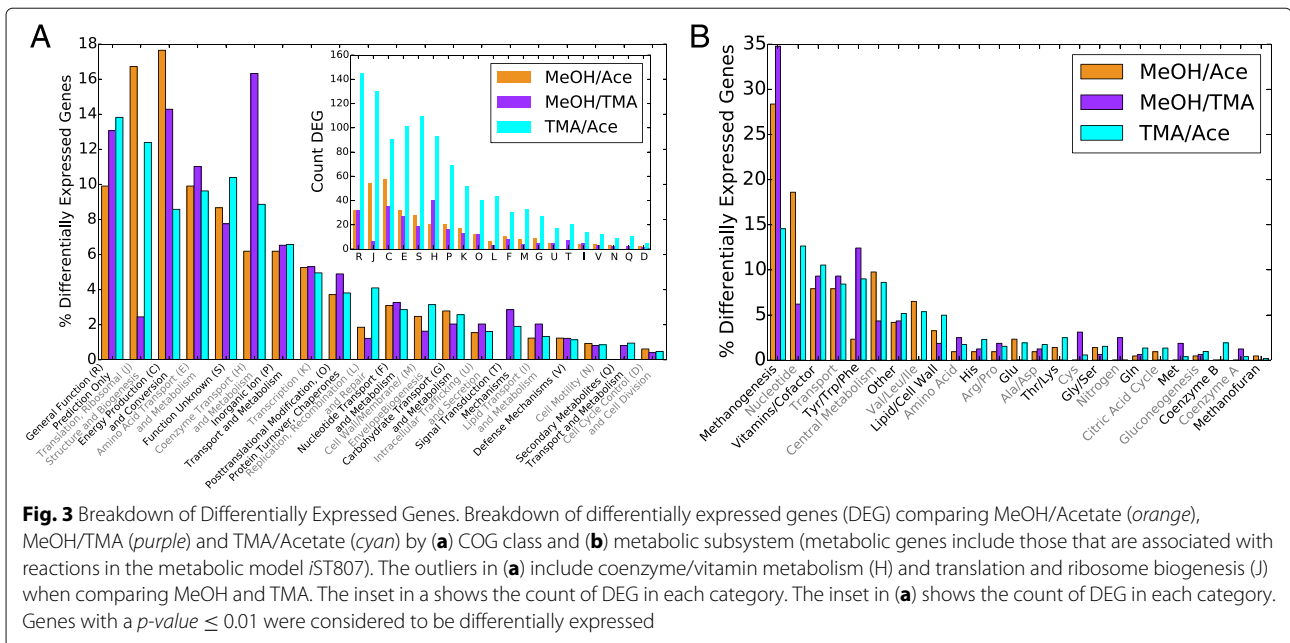 A
% Differentially Expressed Genes
18
16
14
12
10
8
6
4
2
0
General Function (R)
Prediction Only
Translation, Ribosomal (J)
Structure and Biogenesis
Energy Production (C)
and Conversion
Amino Acid Transport (E)
and Metabolism
Function Unknown (S)
Coenzyme Transport (H)
and Metabolism
Inorganic Ion (P)
Transport and Metabolism
Transcription (K)
Posttranslational Modification, (O)
Protein Turnover, Chaperones
Replication, Recombination (L)
and Repair
Nucleotide Transport (F)
and Metabolism
Cell Wall/Membrane/ (M)
Envelope Biogenesis
Carbohydrate Transport (G)
and Metabolism
Intracellular Trafficking (U)
and Secretion
Signal Transduction (T)
Mechanisms
Lipid Transport (I)
and Metabolism
Defense Mechanisms (V)
Cell Motility (N)
Secondary Metabolites (Q)
Transport and Metabolism
Cell Cycle Control (D)
and Cell Division
Count DEG
160
140
120
100
80
60
40
20
0
R J C E S H P K O L F M G U T I V N Q D
MeOH/Ace
MeOH/TMA
TMA/Ace
B
% Differentially Expressed Genes
35
30
25
20
15
10
5
0
MeOH/Ace
MeOH/TMA
TMA/Ace
Methanogenesis
Nucleotide
Vitamins/Cofactor
Transport
Tyr/Trp/Phe
Central Metabolism
Other
Val/Leu/Ile
Lipid/Cell Wall
Amino Acid
His
Arg/Pro
Glu
Ala/Asp
Thr/Lys
Cys
Gly/Ser
Nitrogen
Gln
Citric Acid Cycle
Met
Gluconeogenesis
Coenzyme B
Coenzyme A
Methanofuran
Fig. 3 Breakdown of Differentially Expressed Genes. Breakdown of differentially expressed genes (DEG) comparing MeOH/Acetate (orange),
MeOH/TMA (purple) and TMA/Acetate (cyan) by (a) COG class and (b) metabolic subsystem (metabolic genes include those that are associated with
reactions in the metabolic model iST807). The outliers in (a) include coenzyme/vitamin metabolism (H) and translation and ribosome biogenesis (J)
when comparing MeOH and TMA. The inset in a shows the count of DEG in each category. The inset in (a) shows the count of DEG in each category.
Genes with a p-value ≤ 0.01 were considered to be differentially expressed